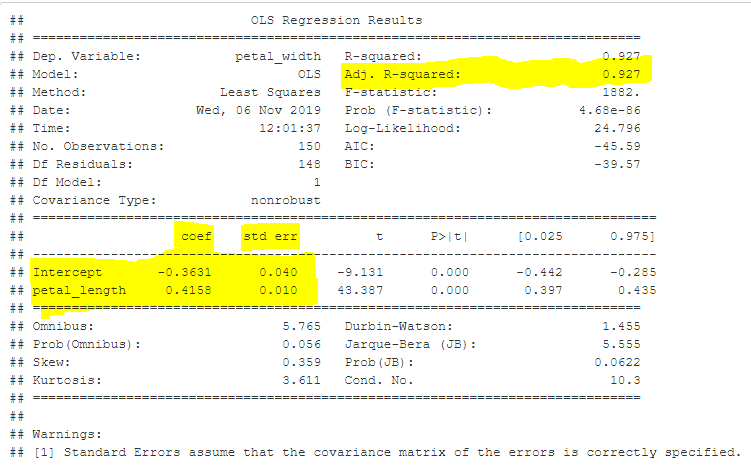 ##                            OLS Regression Results
## ==============================================================================
## Dep. Variable:            petal_width   R-squared:                       0.927
## Model:                            OLS   Adj. R-squared:                  0.927
## Method:                 Least Squares   F-statistic:                     1882.
## Date:                Wed, 06 Nov 2019   Prob (F-statistic):           4.68e-86
## Time:                        12:01:37   Log-Likelihood:                 24.796
## No. Observations:                 150   AIC:                            -45.59
## Df Residuals:                     148   BIC:                            -39.57
## Df Model:                           1
## Covariance Type:            nonrobust
## ================================================================================
##                    coef    std err          t      P>|t|      [0.025      0.975]
## --------------------------------------------------------------------------------
## Intercept       -0.3631      0.040     -9.131      0.000      -0.442      -0.285
## petal_length     0.4158      0.010     43.387      0.000       0.397       0.435
## ==============================================================================
## Omnibus:                        5.765   Durbin-Watson:                   1.455
## Prob(Omnibus):                  0.056   Jarque-Bera (JB):                5.555
## Skew:                           0.359   Prob(JB):                       0.0622
## Kurtosis:                       3.611   Cond. No.                         10.3
## ==============================================================================
##
## Warnings:
## [1] Standard Errors assume that the covariance matrix of the errors is correctly specified.